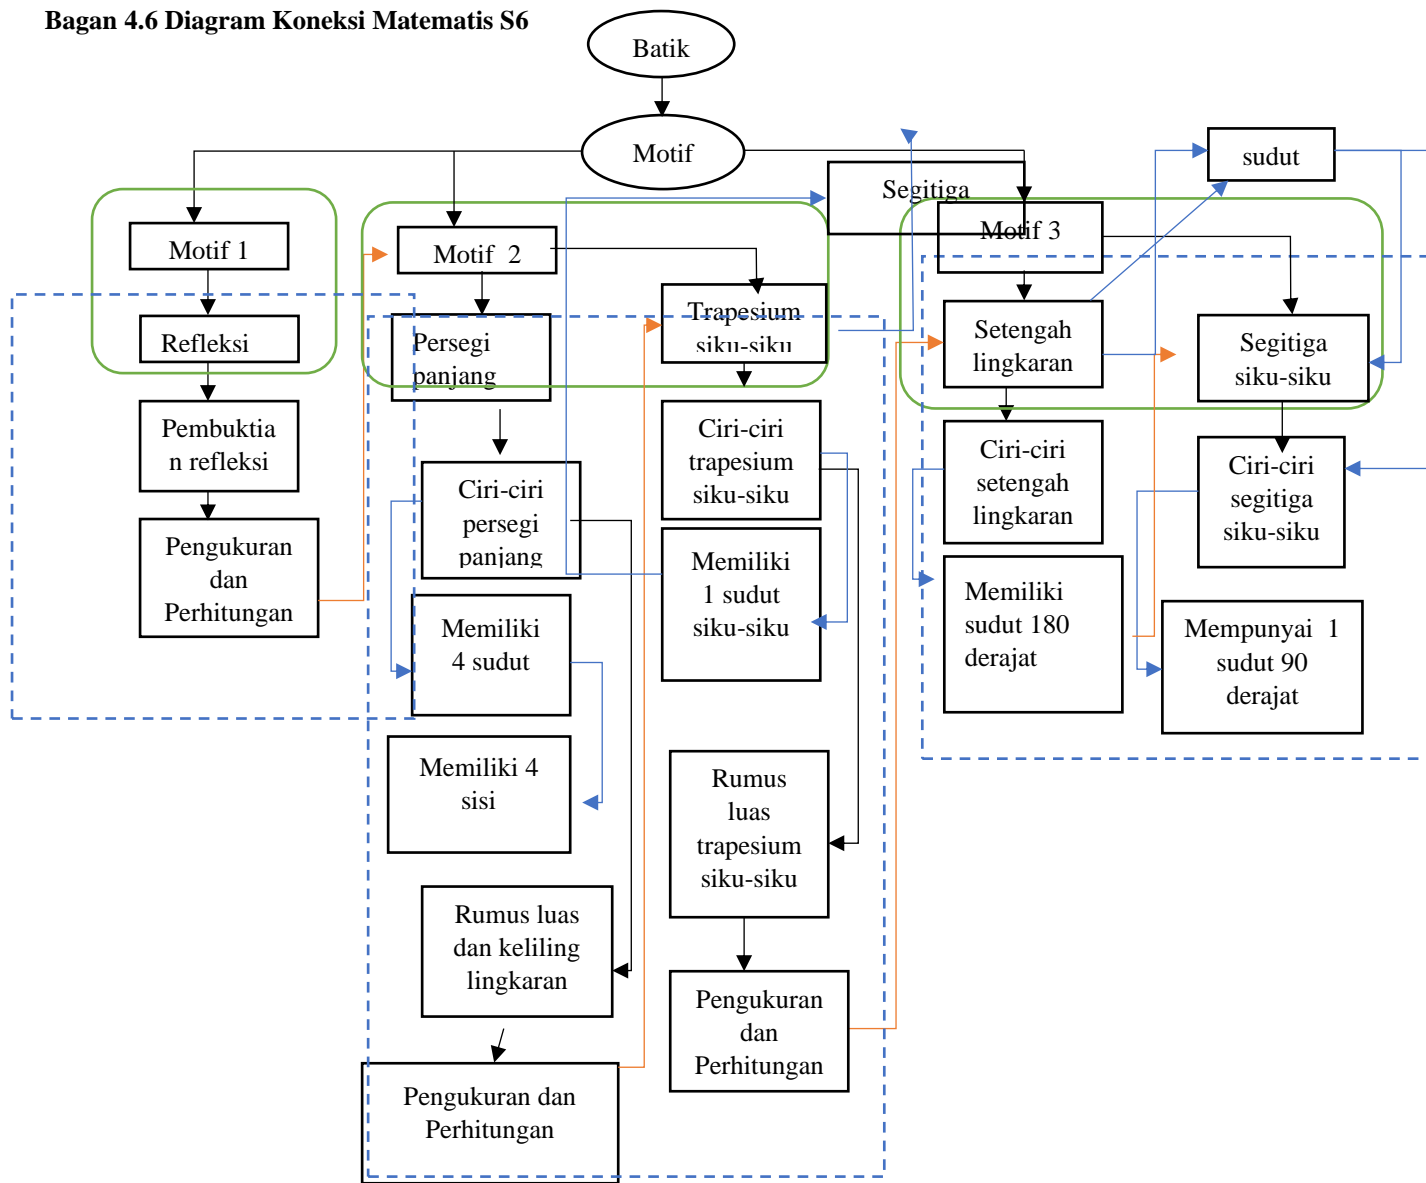 Bagan 4.6 Diagram Koneksi Matematis S6
Batik
Motif
sudut
Segitiga
Motif 1
Motif 2
Motif 3
Refleksi
Persegi
panjang
Trapesium
siku-siku
Setengah
lingkaran
Segitiga
siku-siku
Pembuktia
n refleksi
Ciri-ciri
persegi
panjang
Ciri-ciri
trapesium
siku-siku
Ciri-ciri
setengah
lingkaran
Ciri-ciri
segitiga
siku-siku
Pengukuran
dan
Perhitungan
Memiliki
4 sudut
Memiliki
1 sudut
siku-siku
Memiliki
sudut 180
derajat
Mempunyai 1
sudut 90
derajat
Memiliki 4
sisi
Rumus
luas
trapesium
siku-siku
Rumus luas
dan keliling
lingkaran
Pengukuran
dan
Perhitungan
Pengukuran dan
Perhitungan